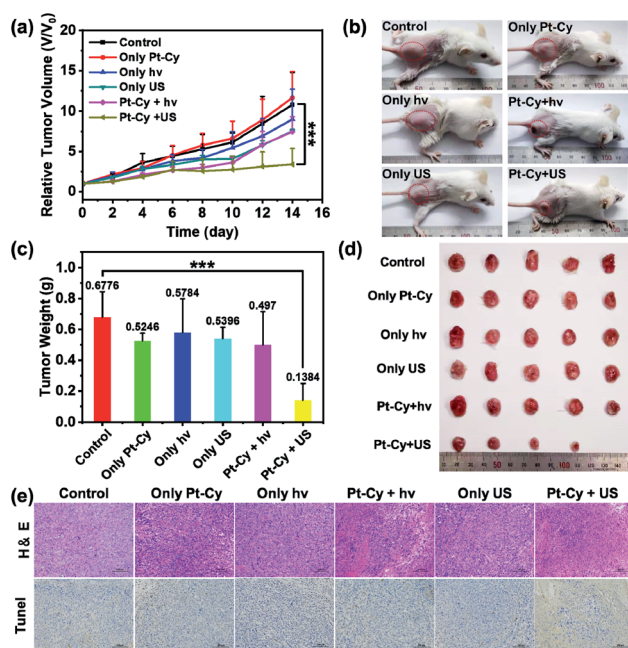 (a)
Relative Tumor Volume (V/V0)
20
15
10
5
0
Control
Only Pt-Cy
Only hv
Only US
Pt-Cy + hv
Pt-Cy +US
***
0 2 4 6 8 10 12 14 16
Time (day)
(b)
Control
Only Pt-Cy
Only hv
Pt-Cy+hv
Only US
Pt-Cy+US
(c)
Tumor Weight (g)
1.0
0.8
0.6
0.4
0.2
0.0
***
0.6776
0.5246
0.5784
0.5396
0.497
0.1384
Control
Only Pt-Cy
Only hv
Only US
Pt-Cy + hv
Pt-Cy + US
(d)
Control
Only Pt-Cy
Only hv
Only US
Pt-Cy+hv
Pt-Cy+US
50
100
(e)
Control Only Pt-Cy Only hv Pt-Cy + hv Only US Pt-Cy + US
H & E
Tunel